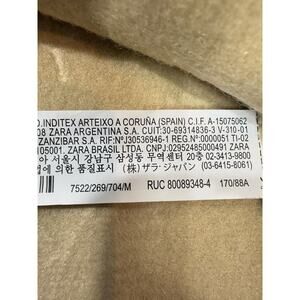 O.INDITEX ARTEIXO A CORUÑA (SPAIN) C.I.F. A-15075062
08 ZARA ARGENTINA S.A. CUIT:30-69314836-3 V-310-01
ZANZIBAR S.A. RIF:Nº J30536946-1 REG.Nº:0000051 TI-02
105001. ZARA BRASIL LTDA. CNPJ:02952485000491 ZARA
아 서울시 강남구 삼성동 무역센터 20층 02-3413-9800
법에 의한 품질표시 (株) ザラ・ジャパン (03-6415-8061)
7522/269/704/M RUC 80089348-4 170/88A